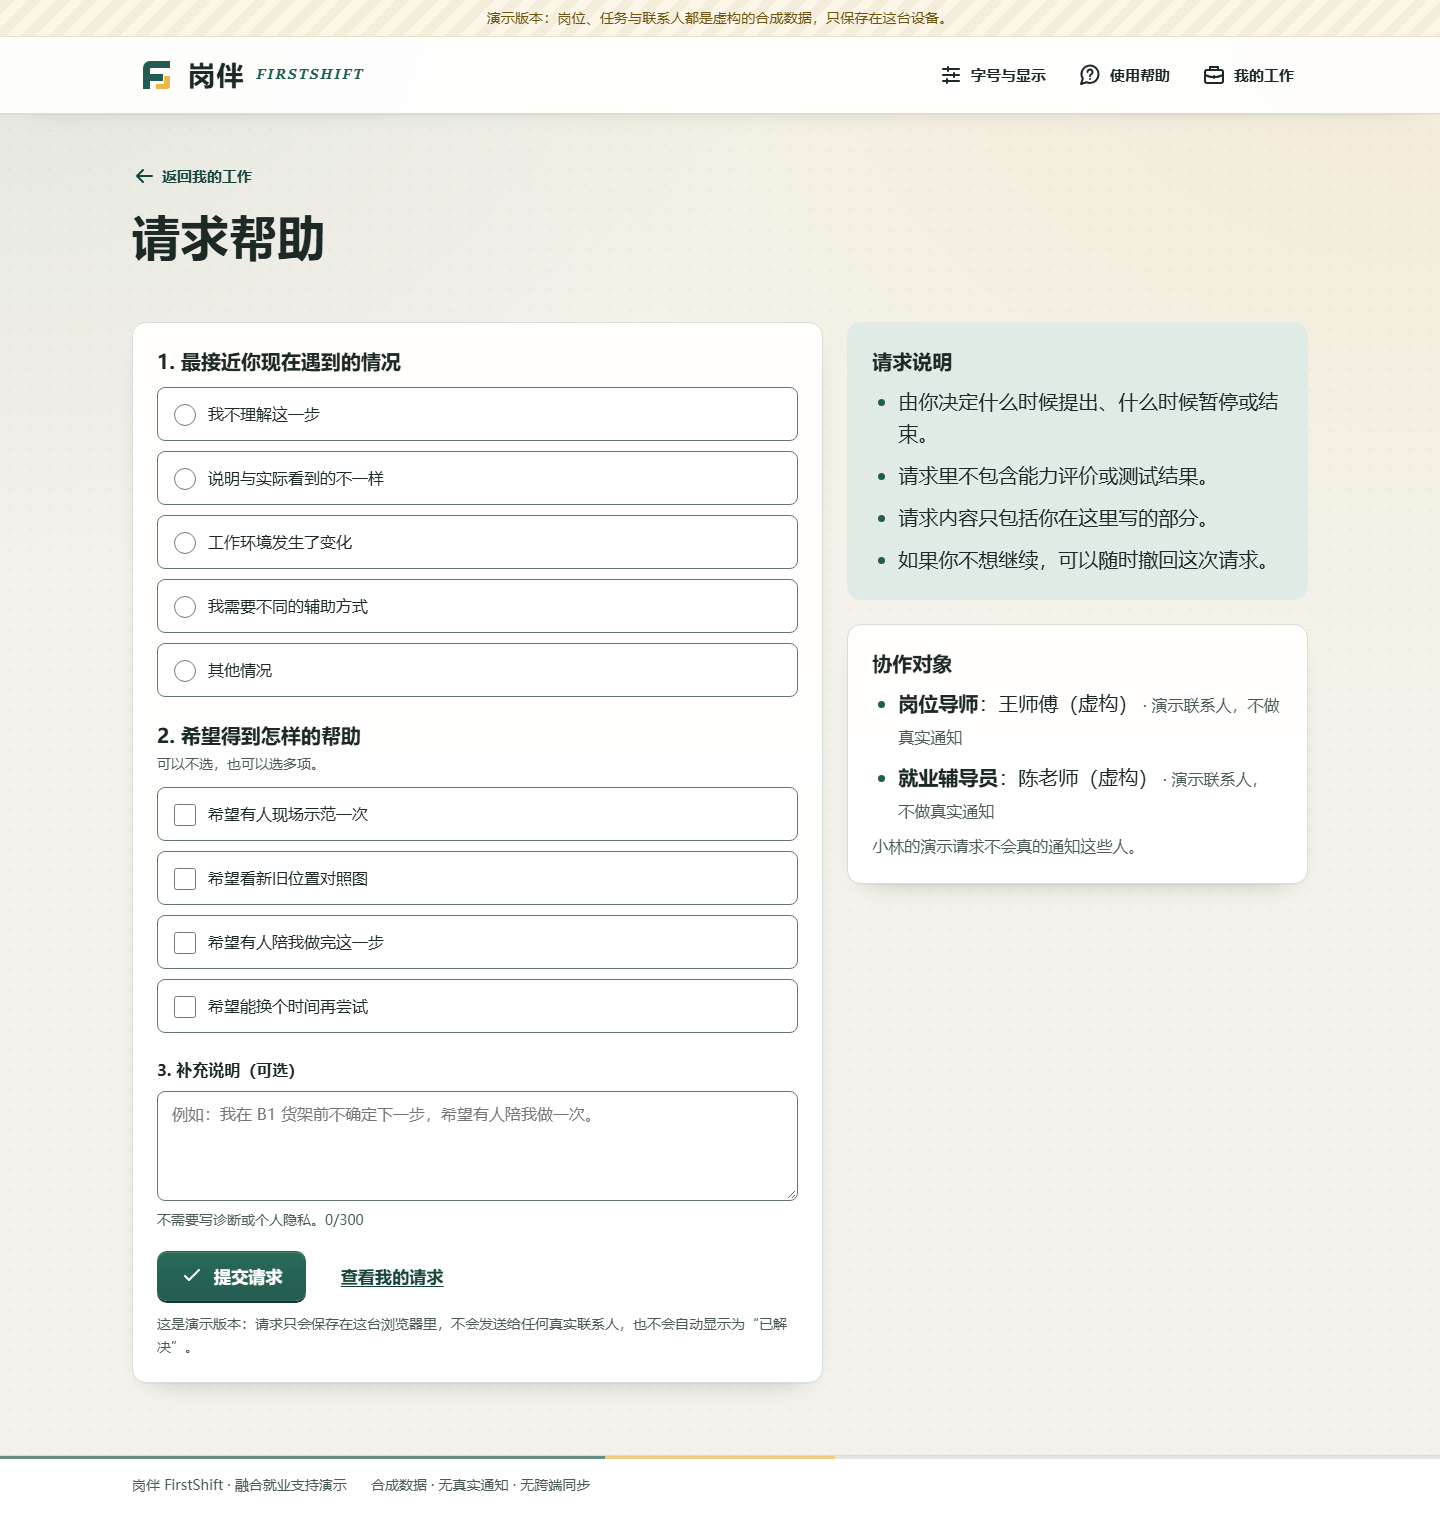 演示版本：岗位、任务与联系人都是虚构的合成数据，只保存在这台设备。
岗伴 FIRSTSHIFT
字号与显示
使用帮助
我的工作
返回我的工作
请求帮助
1. 最接近你现在遇到的情况
我不理解这一步
说明与实际看到的不一样
工作环境发生了变化
我需要不同的辅助方式
其他情况
2. 希望得到怎样的帮助
可以不选，也可以选多项。
希望有人现场示范一次
希望看新旧位置对照图
希望有人陪我做完这一步
希望能换个时间再尝试
3. 补充说明（可选）
例如：我在 B1 货架前不确定下一步，希望有人陪我做一次。
不需要写诊断或个人隐私。0/300
提交请求
查看我的请求
这是演示版本：请求只会保存在这台浏览器里，不会发送给任何真实联系人，也不会自动显示为“已解
决”。
请求说明
由你决定什么时候提出、什么时候暂停或结
束。
请求里不包含能力评价或测试结果。
请求内容只包括你在这里写的部分。
如果你不想继续，可以随时撤回这次请求。
协作对象
岗位导师：王师傅（虚构） · 演示联系人，不做
真实通知
就业辅导员：陈老师（虚构） · 演示联系人，
不做真实通知
小林的演示请求不会真的通知这些人。
岗伴 FirstShift · 融合就业支持演示
合成数据 · 无真实通知 · 无跨端同步